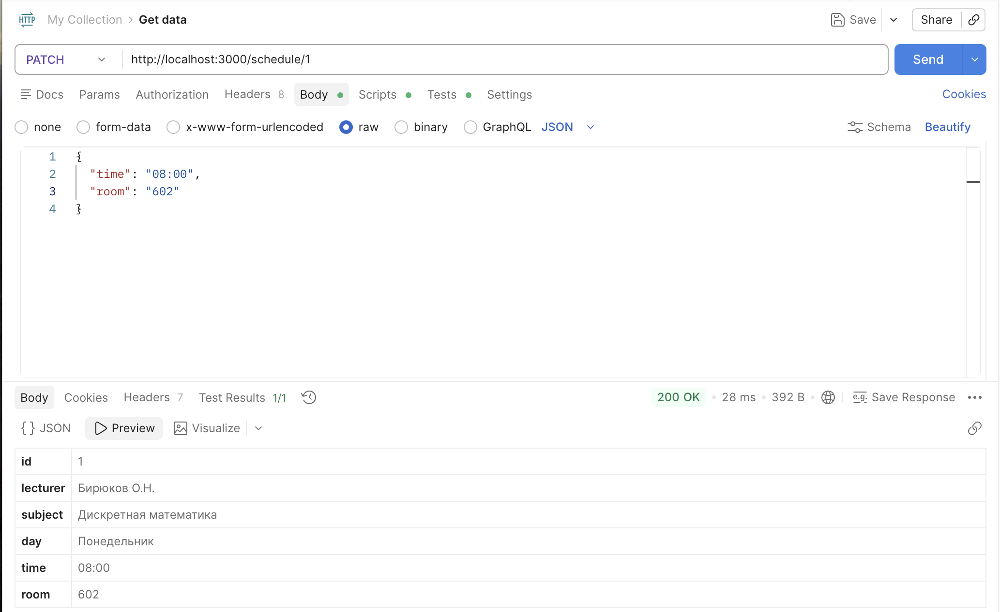 HTTP My Collection > Get data Save Share
PATCH http://localhost:3000/schedule/1 Send
Docs Params Authorization Headers 8 Body Scripts Tests Settings Cookies
none form-data x-www-form-urlencoded raw binary GraphQL JSON Schema Beautify
1 {
2 "time": "08:00",
3 "room": "602"
4 }
Body Cookies Headers 7 Test Results 1/1 200 OK • 28 ms • 392 B • e.g. Save Response
{} JSON Preview Visualize
id 1
lecturer Бирюков О.Н.
subject Дискретная математика
day Понедельник
time 08:00
room 602